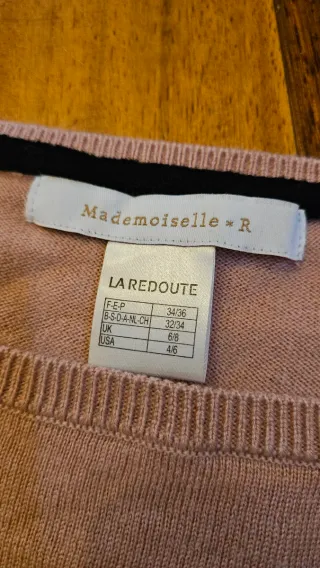 Mademoiselle * R
LA REDOUTE
F-E-P 34/36
B-S-D-A-NL-CH 32/34
UK 6/8
USA 4/6